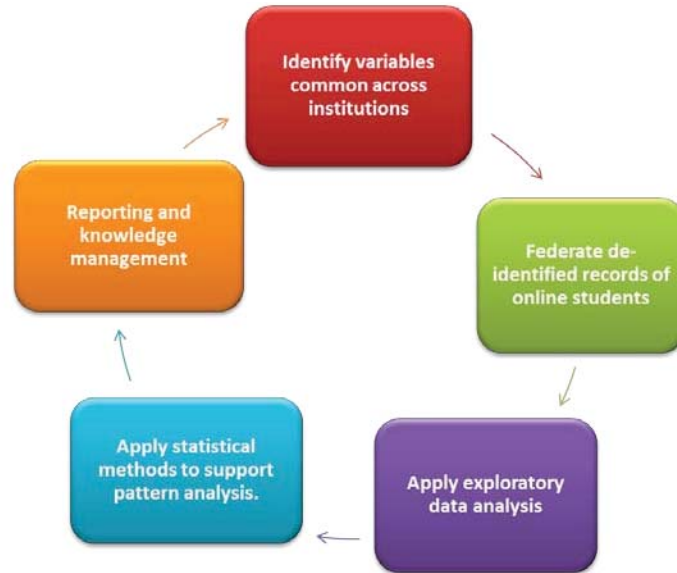 Identify variables
common across
institutions
Federate de-
identified records of
online students
Apply exploratory
data analysis
Apply statistical
methods to support
pattern analysis.
Reporting and
knowledge
management